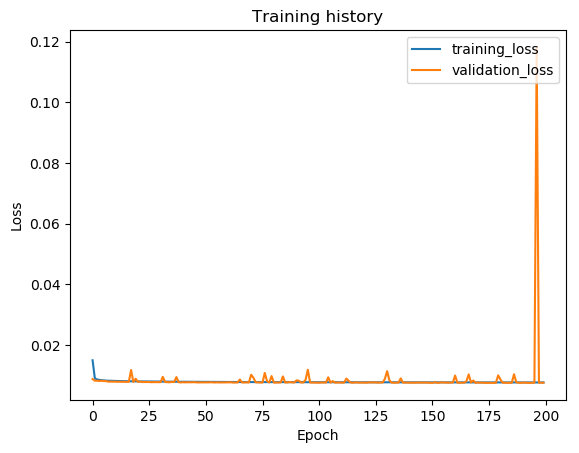 Training history
training_loss
validation_loss
0.12
0.10
0.08
0.06
0.04
0.02
Loss
0 25 50 75 100 125 150 175 200
Epoch